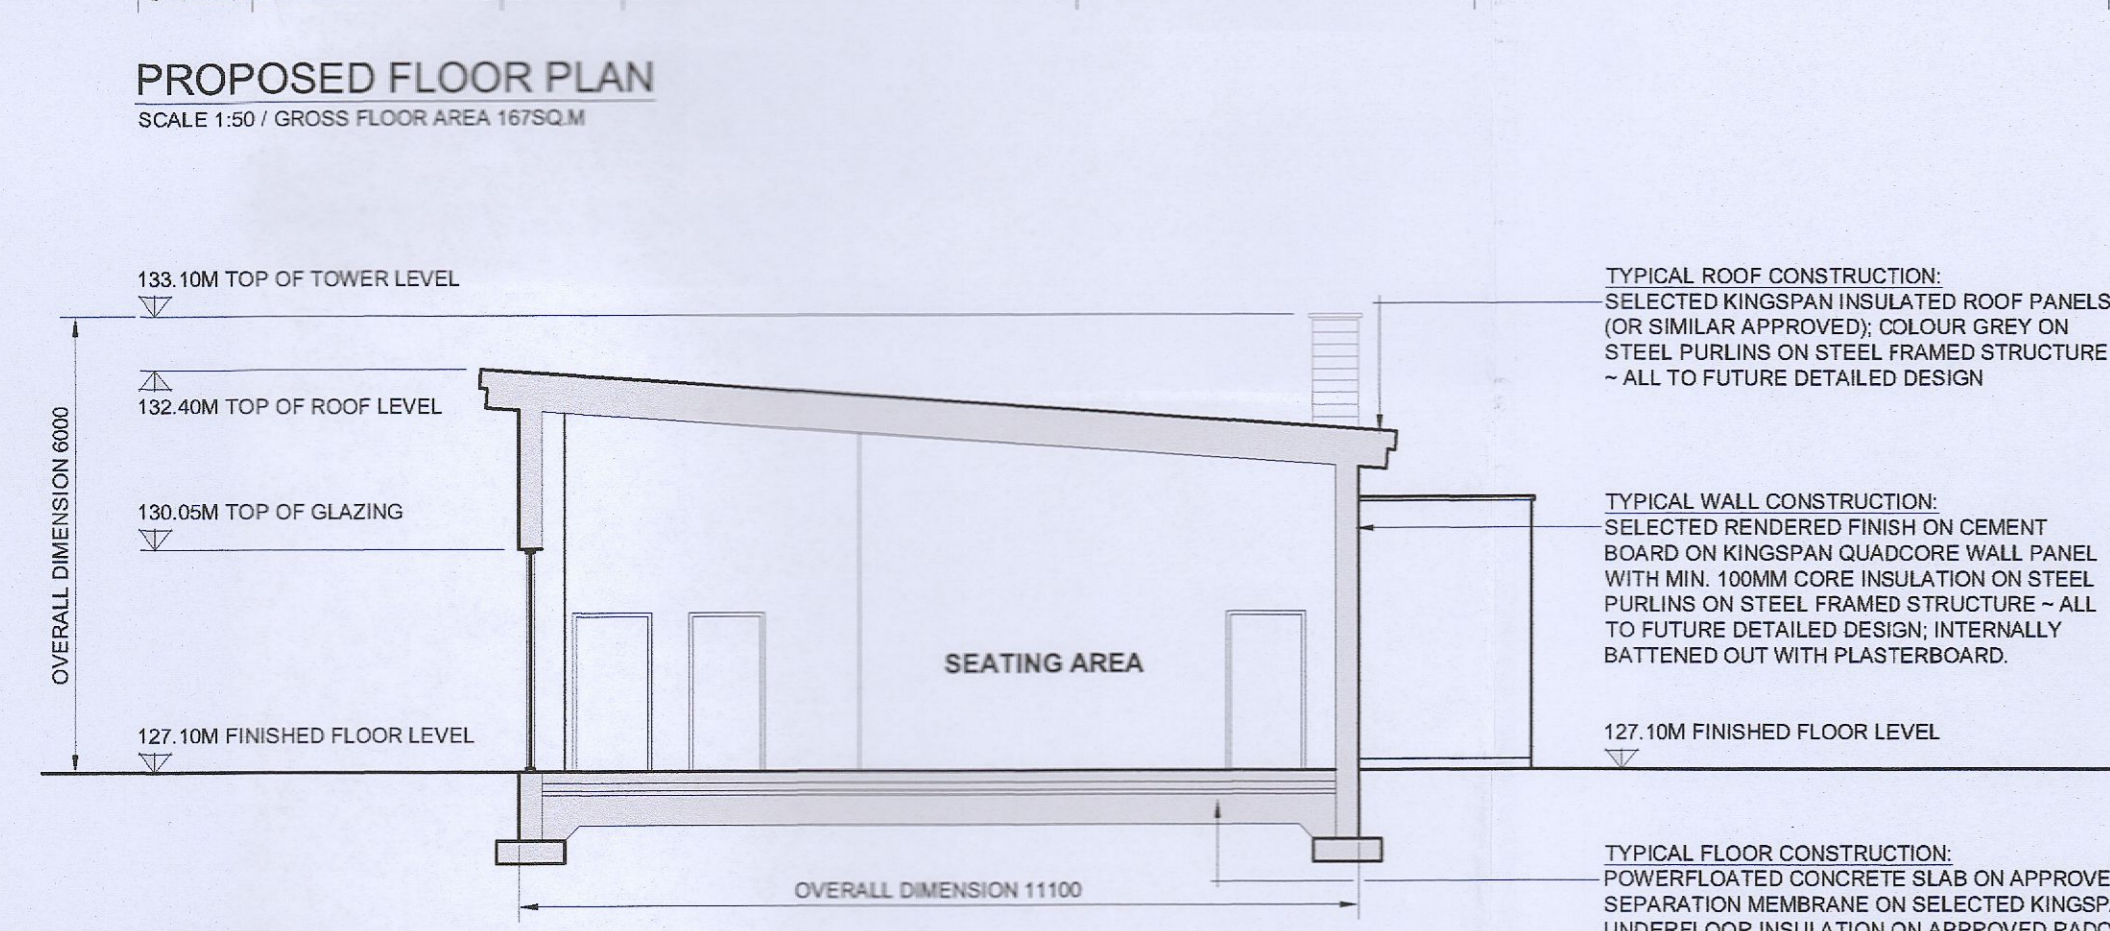 PROPOSED FLOOR PLAN
SCALE 1:50 / GROSS FLOOR AREA 167SQ.M
133.10M TOP OF TOWER LEVEL
132.40M TOP OF ROOF LEVEL
130.05M TOP OF GLAZING
127.10M FINISHED FLOOR LEVEL
OVERALL DIMENSION 6000
SEATING AREA
OVERALL DIMENSION 11100
TYPICAL ROOF CONSTRUCTION:
SELECTED KINGSPAN INSULATED ROOF PANELS
(OR SIMILAR APPROVED); COLOUR GREY ON
STEEL PURLINS ON STEEL FRAMED STRUCTURE
~ ALL TO FUTURE DETAILED DESIGN
TYPICAL WALL CONSTRUCTION:
SELECTED RENDERED FINISH ON CEMENT
BOARD ON KINGSPAN QUADCORE WALL PANEL
WITH MIN. 100MM CORE INSULATION ON STEEL
PURLINS ON STEEL FRAMED STRUCTURE ~ ALL
TO FUTURE DETAILED DESIGN; INTERNALLY
BATTENED OUT WITH PLASTERBOARD.
127.10M FINISHED FLOOR LEVEL
TYPICAL FLOOR CONSTRUCTION:
POWERFLOATED CONCRETE SLAB ON APPROVE
SEPARATION MEMBRANE ON SELECTED KINGSP
UNDERFLOOR INSULATION ON APPROVED